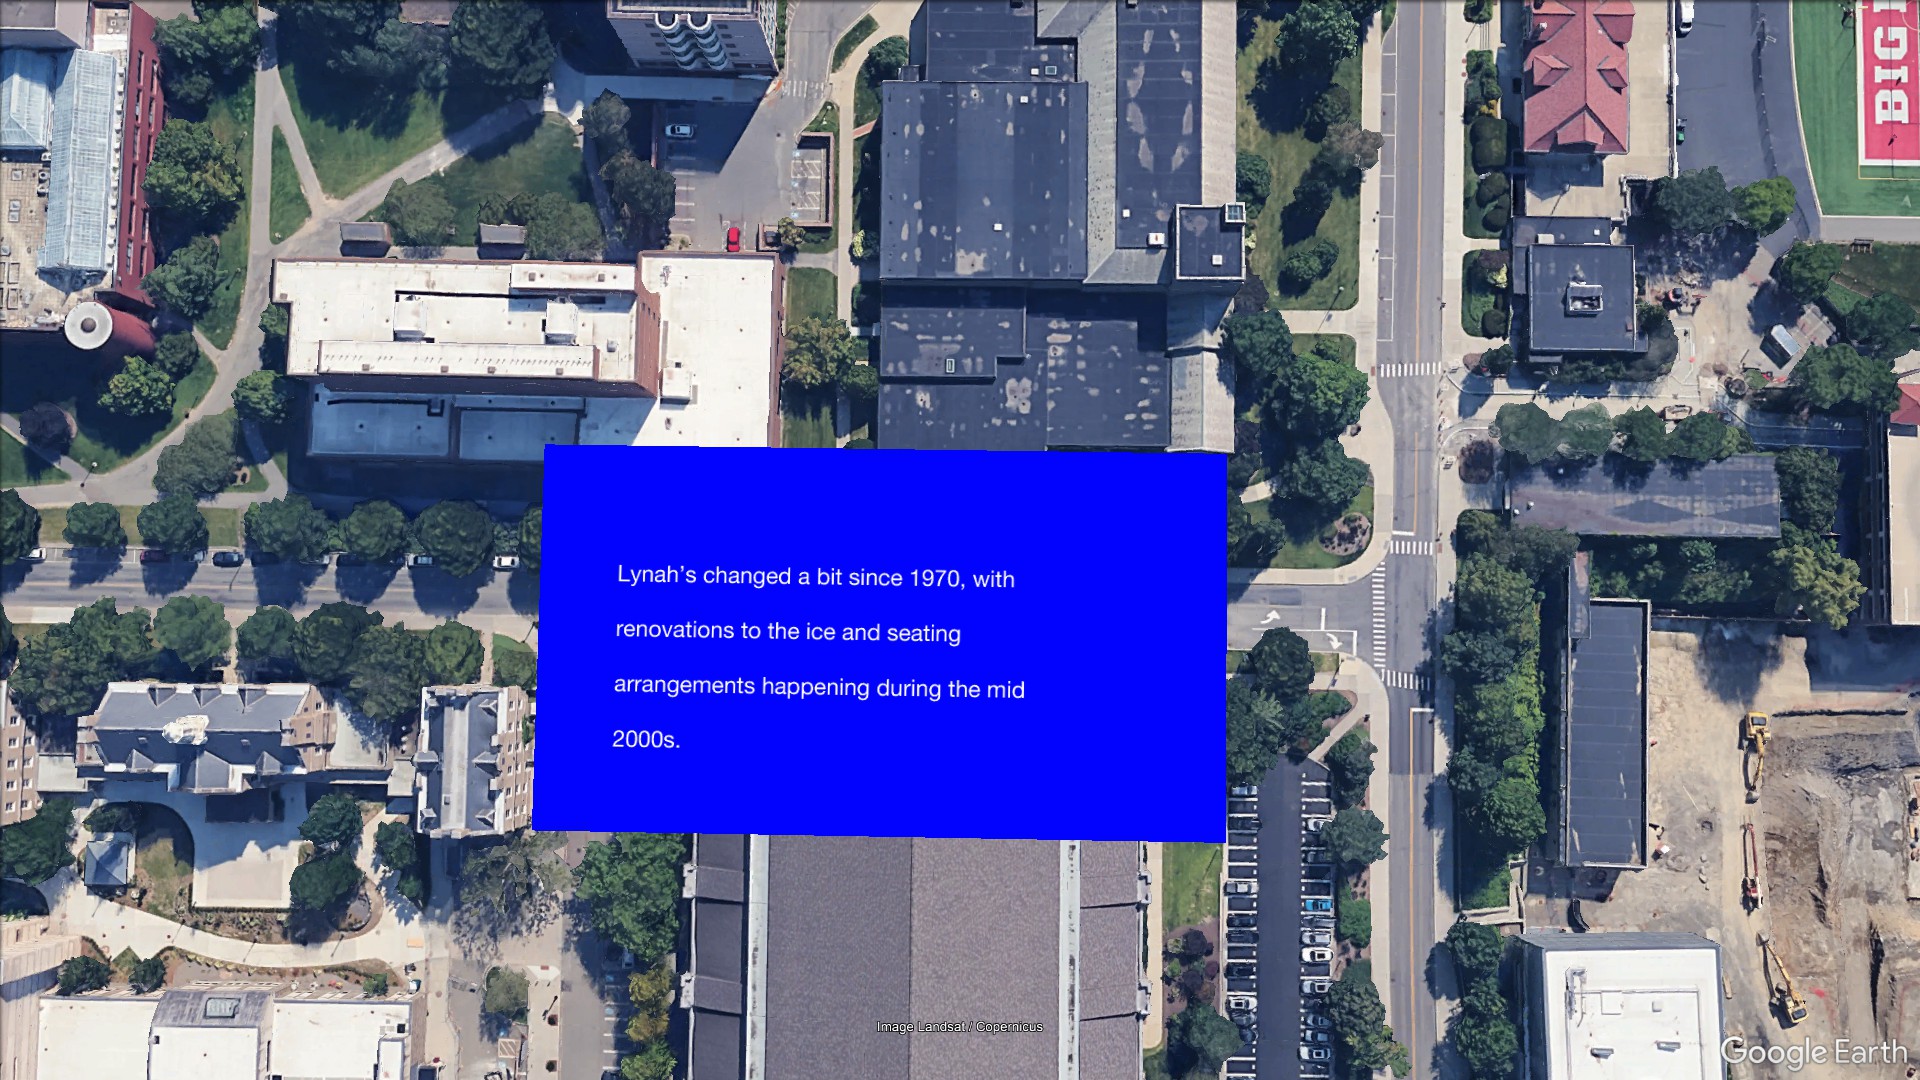 BIG
Lynah's changed a bit since 1970, with
renovations to the ice and seating
arrangements happening during the mid
2000s.
Image Landsat / Copernicus
Google Earth